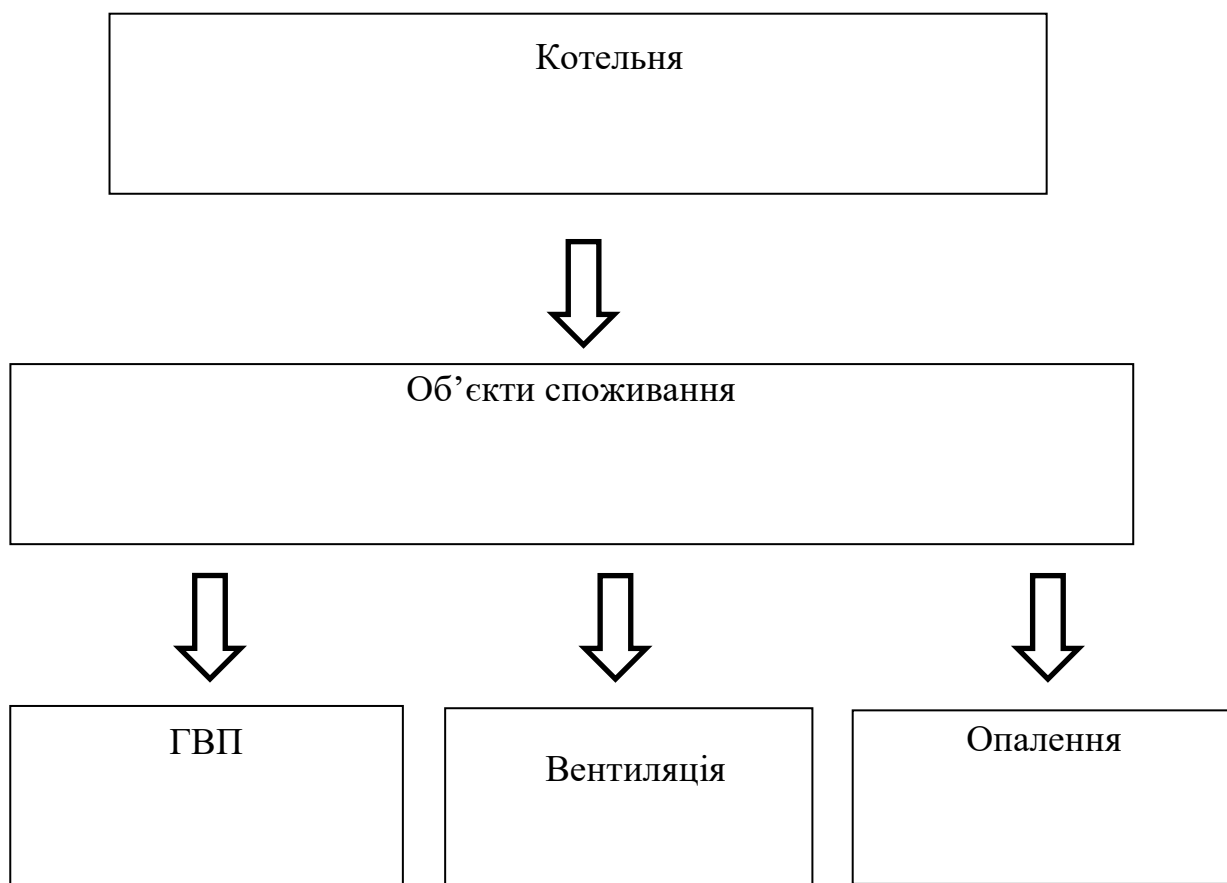 Котельня
Об’єкти споживання
ГВП
Вентиляція
Опалення